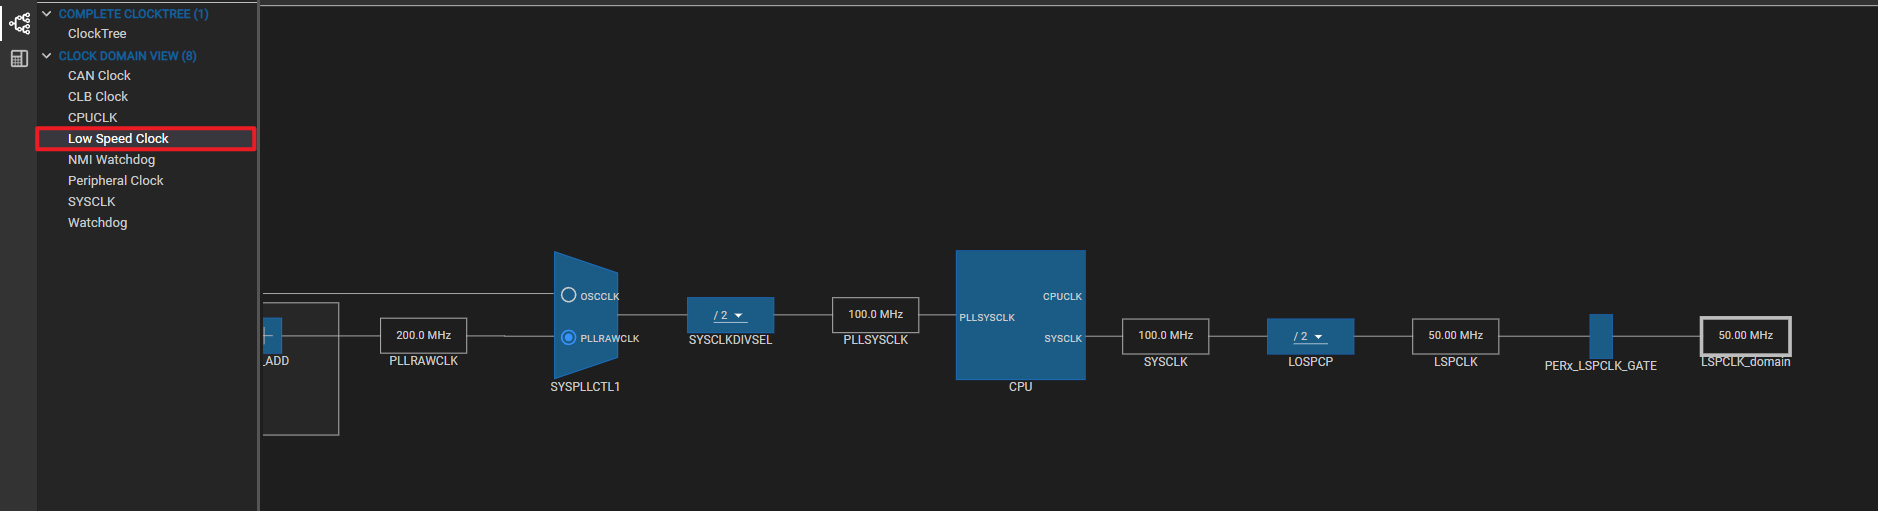 COMPLETE CLOCKTREE (1)
ClockTree
CLOCK DOMAIN VIEW (8)
CAN Clock
CLB Clock
CPUCLK
Low Speed Clock
NMI Watchdog
Peripheral Clock
SYSCLK
Watchdog
_ADD
200.0 MHz
PLLRAWCLK
OSCCLK
PLLRAWCLK
SYSPLLCTL1
/ 2
SYSCLKDIVSEL
100.0 MHz
PLLSYSCLK
CPUCLK
PLLSYSCLK
SYSCLK
CPU
100.0 MHz
SYSCLK
/ 2
LOSPCP
50.00 MHz
LSPCLK
PERx_LSPCLK_GATE
50.00 MHz
LSPCLK_domain